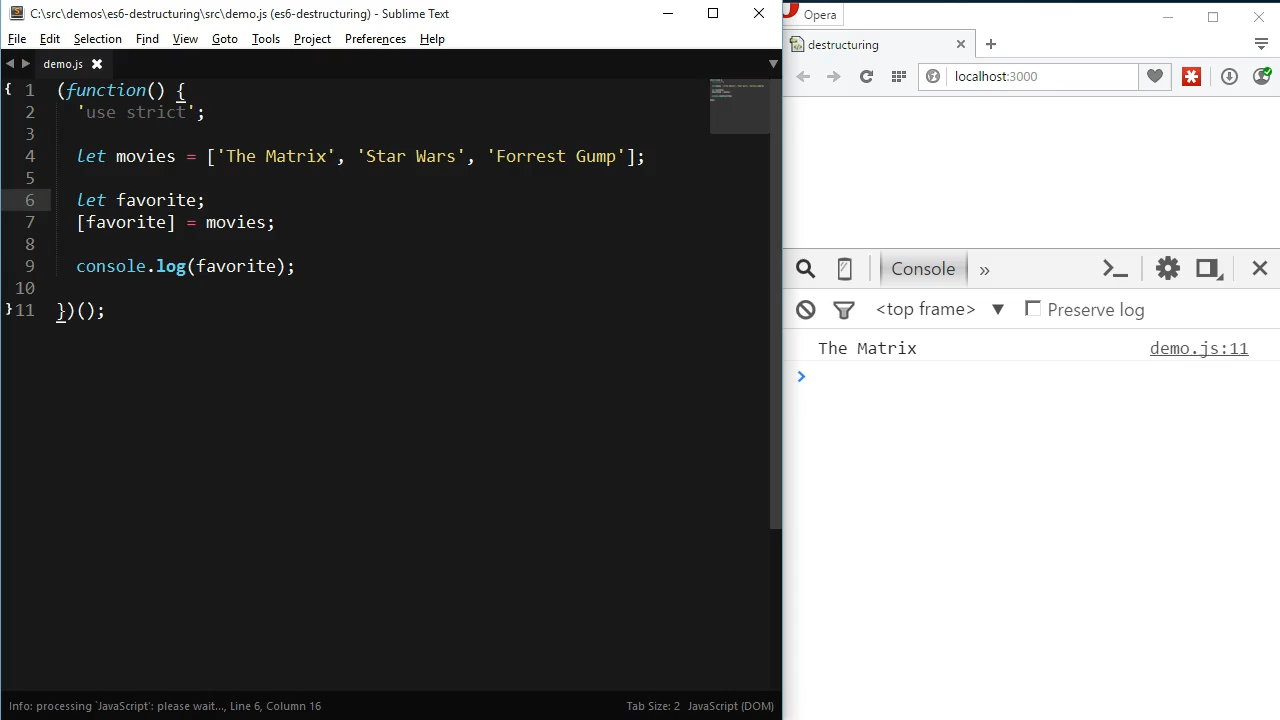 C:\src\demos\es6-destructuring\src\demo.js (es6-destructuring) - Sublime Text
File Edit Selection Find View Goto Tools Project Preferences Help
demo.js
1 (function() {
2 'use strict';
3
4 let movies = ['The Matrix', 'Star Wars', 'Forrest Gump'];
5
6 let favorite;
7 [favorite] = movies;
8
9 console.log(favorite);
10
11 })();
Info: processing `JavaScript': please wait..., Line 6, Column 16
Tab Size: 2 JavaScript (DOM)
Opera
destructuring
localhost:3000
Console »
<top frame> ▼ Preserve log
The Matrix demo.js:11